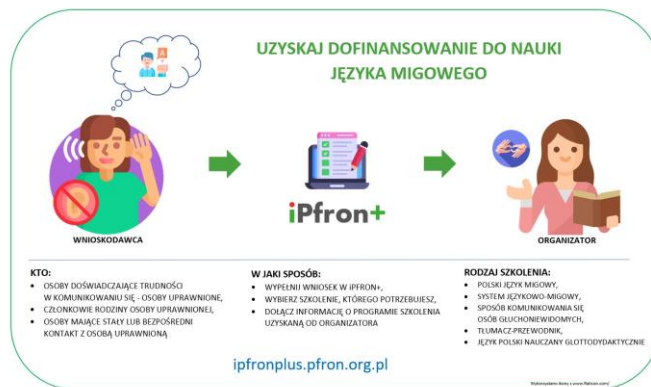 UZYSKAJ DOFINANSOWANIE DO NAUKI
JĘZYKA MIGOWEGO
A
iPfron+
WNIOSKODAWCA
ORGANIZATOR
KTO:
• OSOBY DOŚWIADCZAJĄCE TRUDNOŚCI
W KOMUNIKOWANIU SIĘ - OSOBY UPRAWNIONE,
• CZŁONKOWIE RODZINY OSOBY UPRAWNIONEJ,
• OSOBY MAJĄCE STAŁY LUB BEZPOŚREDNI
KONTAKT Z OSOBĄ UPRAWNIONĄ
W JAKI SPOSÓB:
• WYPEŁNIJ WNIOSEK W iPFRON+,
• WYBIERZ SZKOLENIE, KTÓREGO POTRZEBUJESZ,
• DOŁĄCZ INFORMACJĘ O PROGRAMIE SZKOLENIA
UZYSKANĄ OD ORGANIZATORA
RODZAJ SZKOLENIA:
• POLSKI JĘZYK MIGOWY,
• SYSTEM JĘZYKOWO-MIGOWY,
• SPOSÓB KOMUNIKOWANIA SIĘ
OSÓB GŁUCHONIEWIDOMYCH,
• TŁUMACZ-PRZEWODNIK,
• JĘZYK POLSKI NAUCZANY GLOTTODYDAKTYCZNIE
ipfronplus.pfron.org.pl